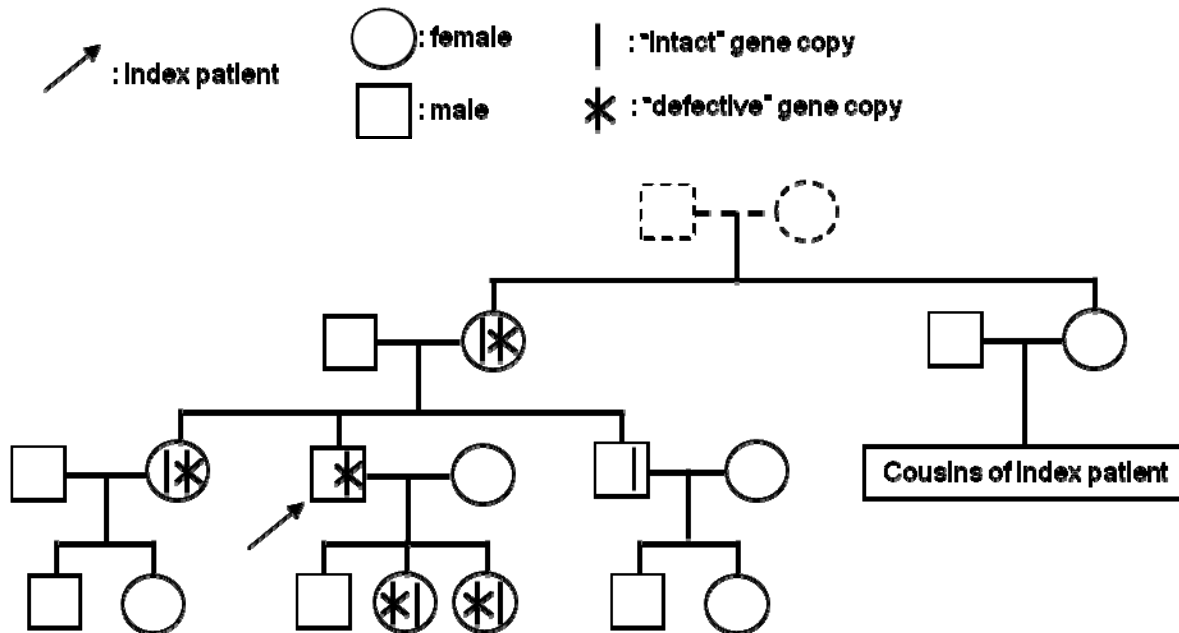 : female
: "Intact" gene copy
: Index patient
: male
: "defective" gene copy
Cousins of index patient